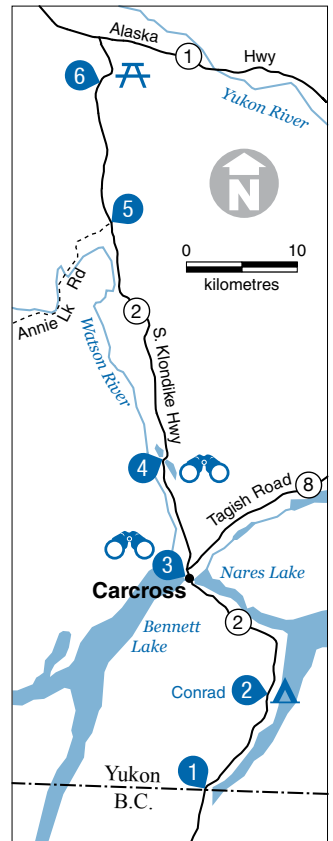 Alaska
1
Hwy
6
Yukon River
N
5
0 10
kilometres
Annie Lk Rd
2
Watson River
S. Klondike Hwy
4
8
Tagish Road
3
Carcross
Nares Lake
2
Bennett
Lake
Conrad
2
1
Yukon
B.C.